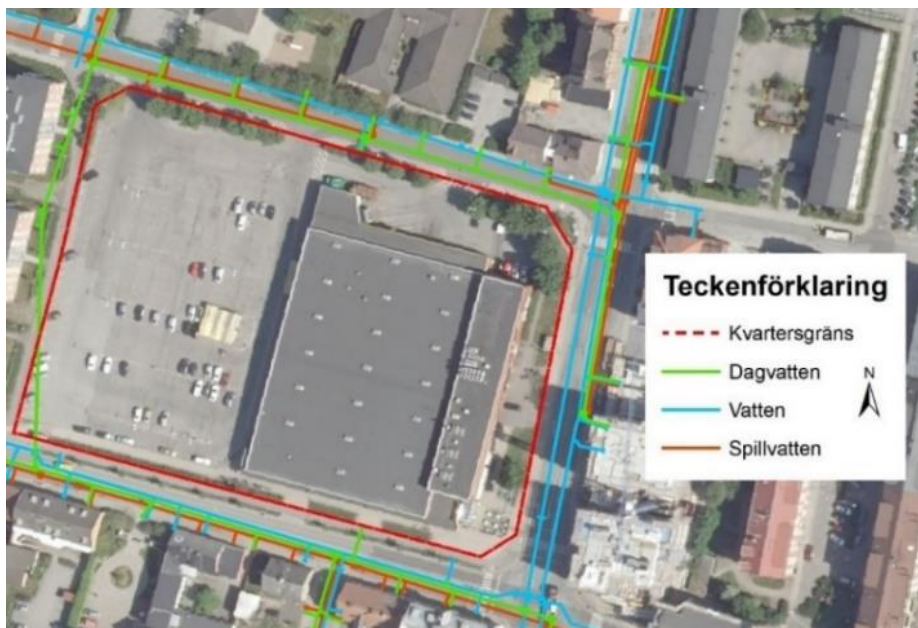 Teckenförklaring
Kvartersgräns
Dagvatten
N
Vatten
Spillvatten